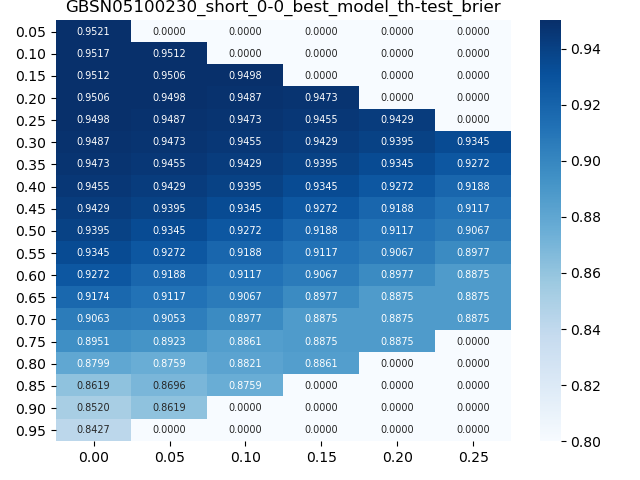 GBSN05100230_short_0-0_best_model_th-test_brier
0.05 0.9521 0.0000 0.0000 0.0000 0.0000 0.0000
0.10 0.9517 0.9512 0.0000 0.0000 0.0000 0.0000
0.15 0.9512 0.9506 0.9498 0.0000 0.0000 0.0000
0.20 0.9506 0.9498 0.9487 0.9473 0.0000 0.0000
0.25 0.9498 0.9487 0.9473 0.9455 0.9429 0.0000
0.30 0.9487 0.9473 0.9455 0.9429 0.9395 0.9345
0.35 0.9473 0.9455 0.9429 0.9395 0.9345 0.9272
0.40 0.9455 0.9429 0.9395 0.9345 0.9272 0.9188
0.45 0.9429 0.9395 0.9345 0.9272 0.9188 0.9117
0.50 0.9395 0.9345 0.9272 0.9188 0.9117 0.9067
0.55 0.9345 0.9272 0.9188 0.9117 0.9067 0.8977
0.60 0.9272 0.9188 0.9117 0.9067 0.8977 0.8875
0.65 0.9174 0.9117 0.9067 0.8977 0.8875 0.8875
0.70 0.9063 0.9053 0.8977 0.8875 0.8875 0.8875
0.75 0.8951 0.8923 0.8861 0.8875 0.8875 0.0000
0.80 0.8799 0.8759 0.8821 0.8861 0.0000 0.0000
0.85 0.8619 0.8696 0.8759 0.0000 0.0000 0.0000
0.90 0.8520 0.8619 0.0000 0.0000 0.0000 0.0000
0.95 0.8427 0.0000 0.0000 0.0000 0.0000 0.0000
0.00 0.05 0.10 0.15 0.20 0.25
0.94
0.92
0.90
0.88
0.86
0.84
0.82
0.80